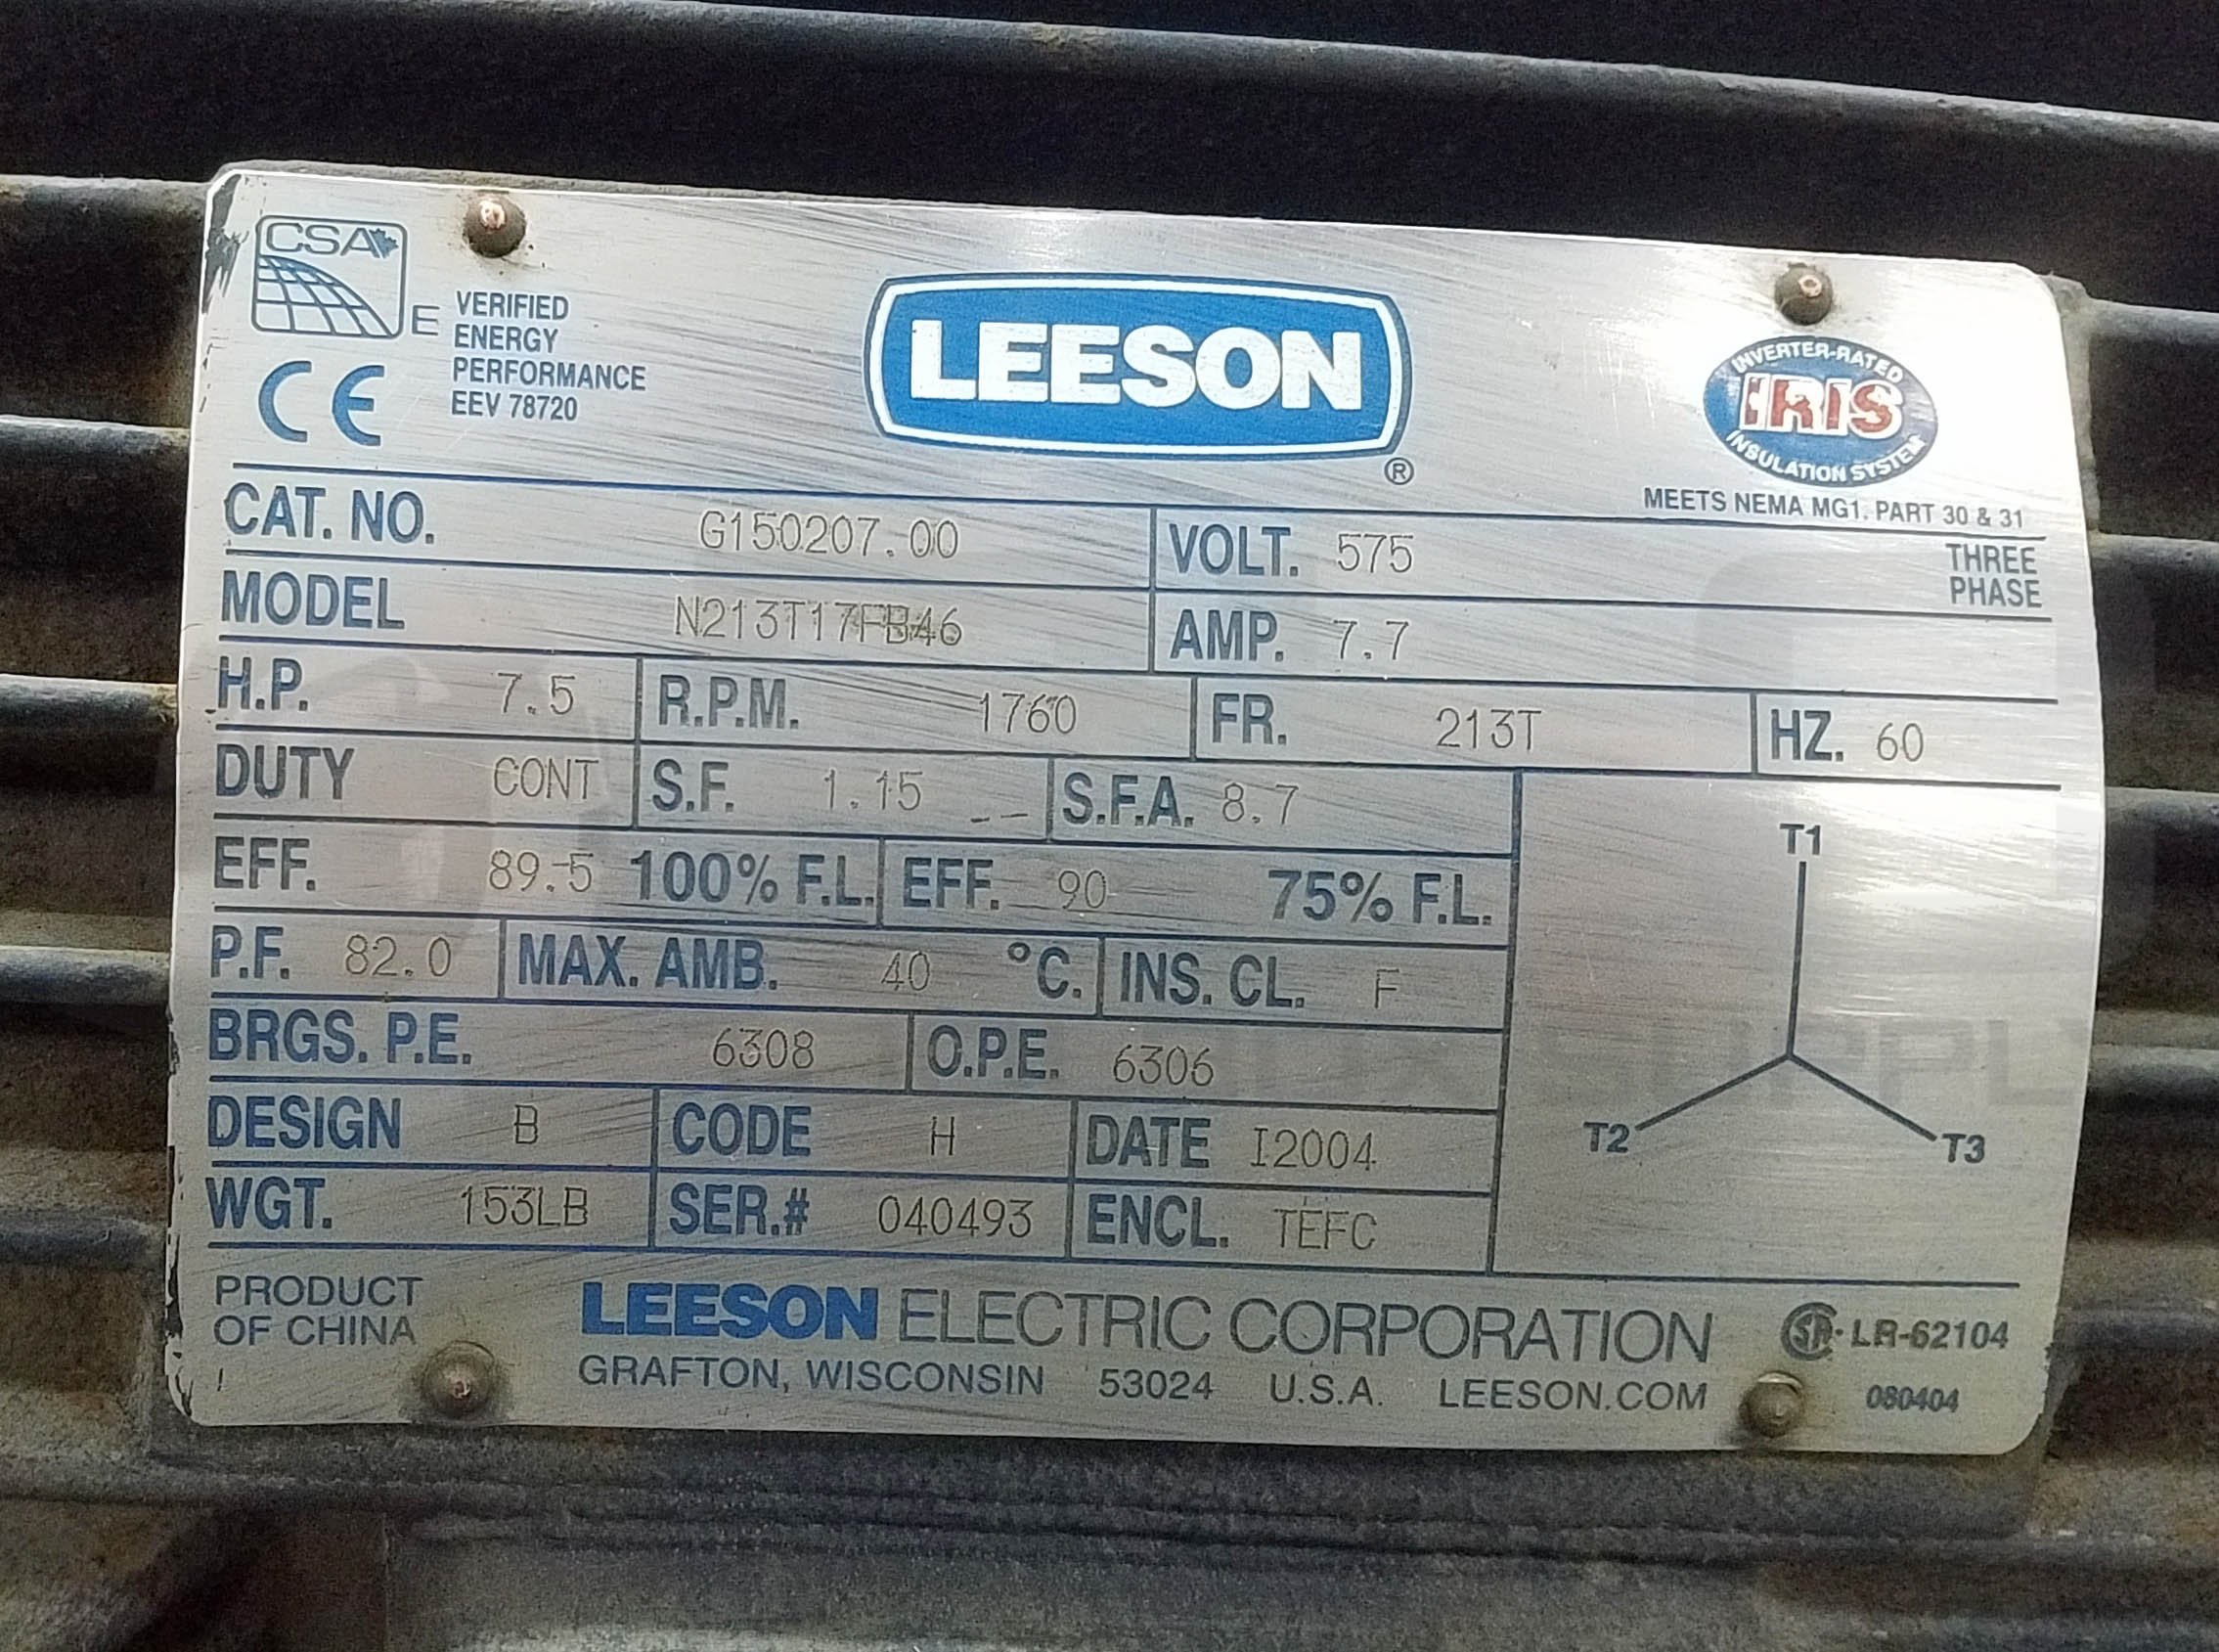 CSA
E
VERIFIED
ENERGY
PERFORMANCE
EEV 78720
CE
LEESON
®
INVERTER-RATED
IRIS
INSULATION SYSTEM
MEETS NEMA MG1, PART 30 & 31
CAT. NO. G150207.00 VOLT. 575 THREE PHASE
MODEL N213T17FB46 AMP. 7.7
H.P. 7.5 R.P.M. 1760 FR. 213T HZ. 60
DUTY CONT S.F. 1.15 -- S.F.A. 8.7
EFF. 89.5 100% F.L. EFF. 90 75% F.L.
P.F. 82.0 MAX. AMB. 40 °C. INS. CL. F
BRGS. P.E. 6308 O.P.E. 6306
DESIGN B CODE H DATE I2004
WGT. 153LB SER.# 040493 ENCL. TEFC
T1
T2 T3
PRODUCT
OF CHINA
LEESON ELECTRIC CORPORATION
GRAFTON, WISCONSIN 53024 U.S.A. LEESON.COM
LR-62104
080404